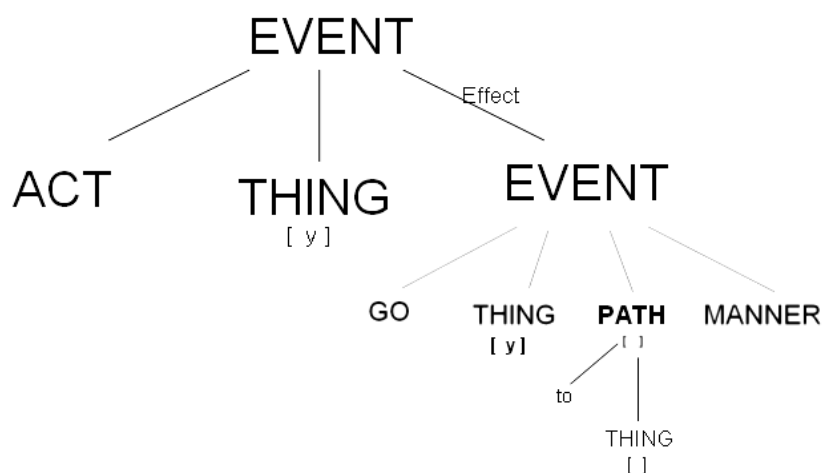 EVENT
Effect
ACT
THING
[ y ]
EVENT
GO
THING
[ y ]
PATH
[ ]
MANNER
to
THING
[ ]